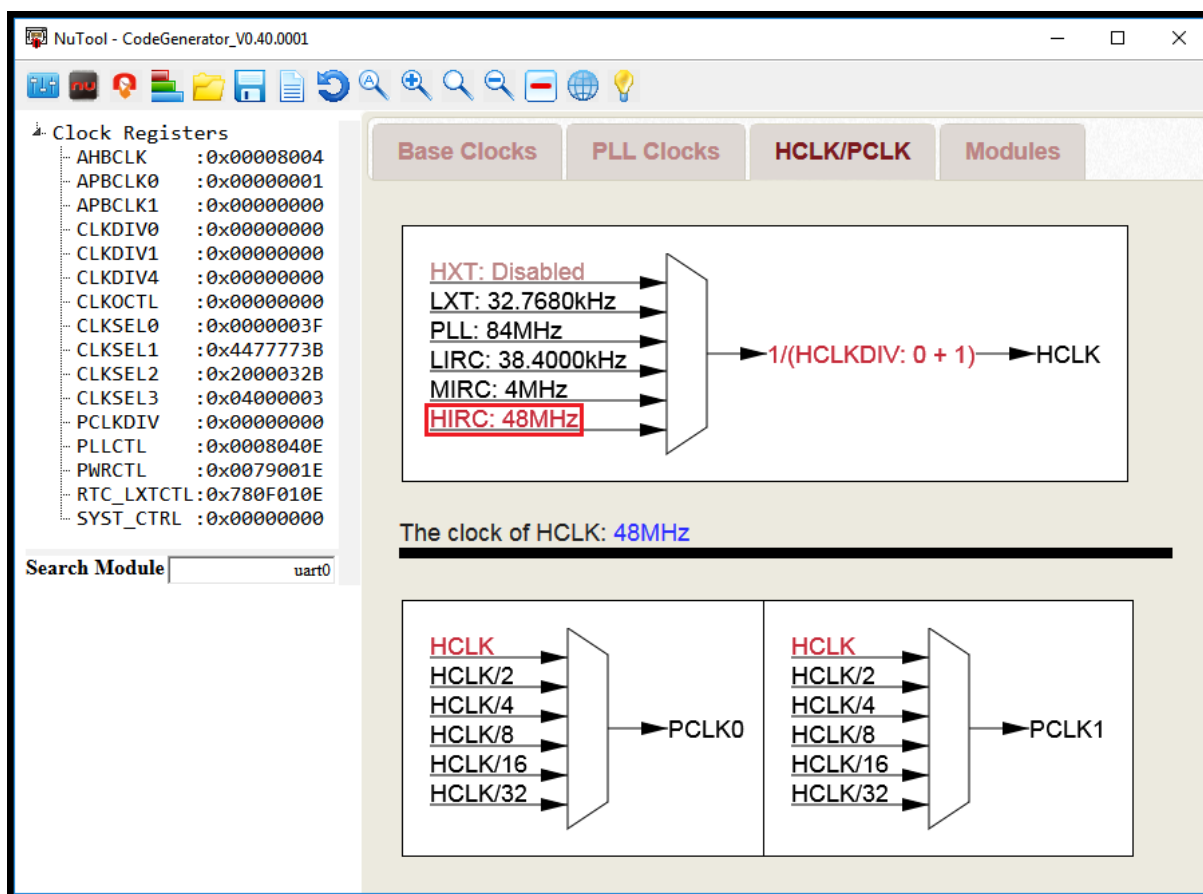 NuTool - CodeGenerator_V0.40.0001
Clock Registers
AHBCLK :0x00008004
APBCLK0 :0x00000001
APBCLK1 :0x00000000
CLKDIV0 :0x00000000
CLKDIV1 :0x00000000
CLKDIV4 :0x00000000
CLKOCTL :0x00000000
CLKSEL0 :0x0000003F
CLKSEL1 :0x4477773B
CLKSEL2 :0x2000032B
CLKSEL3 :0x04000003
PCLKDIV :0x00000000
PLLCTL :0x0008040E
PWRCTL :0x0079001E
RTC_LXTCTL:0x780F010E
SYST_CTRL :0x00000000
Search Module uart0
Base Clocks PLL Clocks HCLK/PCLK Modules
HXT: Disabled
LXT: 32.7680kHz
PLL: 84MHz
LIRC: 38.4000kHz
MIRC: 4MHz
HIRC: 48MHz
1/(HCLKDIV: 0 + 1) HCLK
The clock of HCLK: 48MHz
HCLK
HCLK/2
HCLK/4
HCLK/8
HCLK/16
HCLK/32
PCLK0
HCLK
HCLK/2
HCLK/4
HCLK/8
HCLK/16
HCLK/32
PCLK1